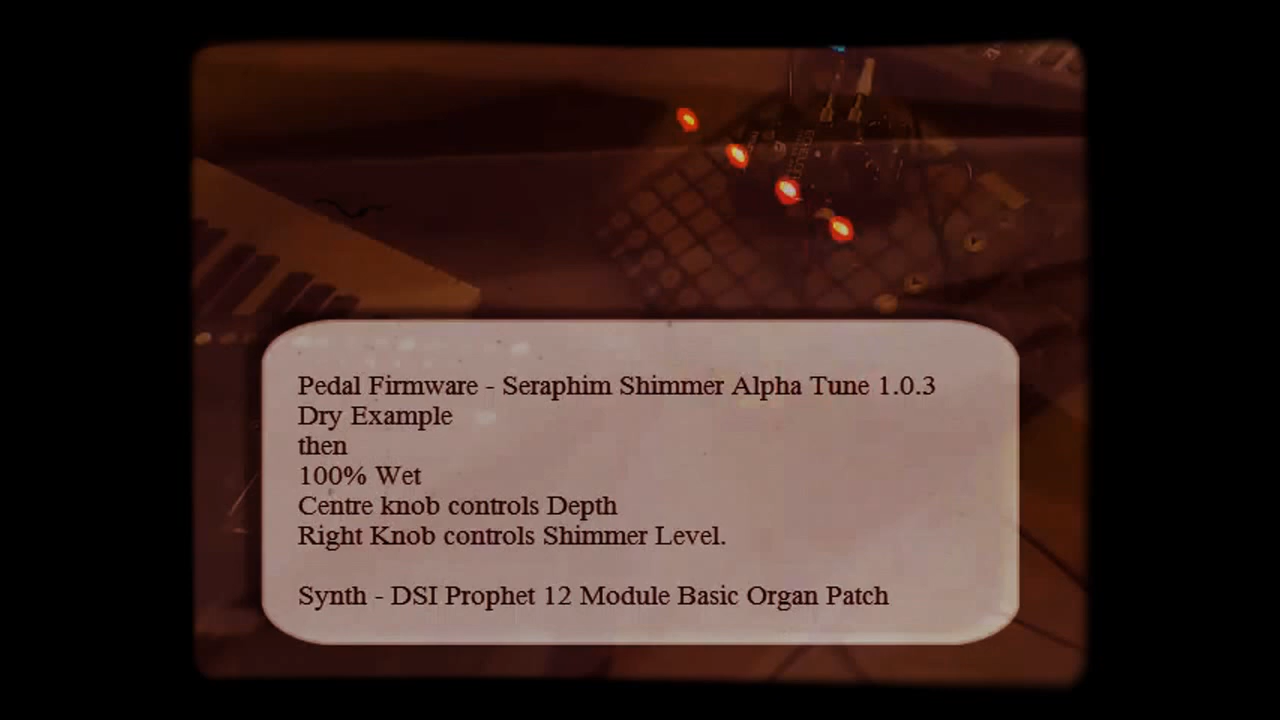 Pedal Firmware - Seraphim Shimmer Alpha Tune 1.0.3
Dry Example
then
100% Wet
Centre knob controls Depth
Right Knob controls Shimmer Level.
Synth - DSI Prophet 12 Module Basic Organ Patch